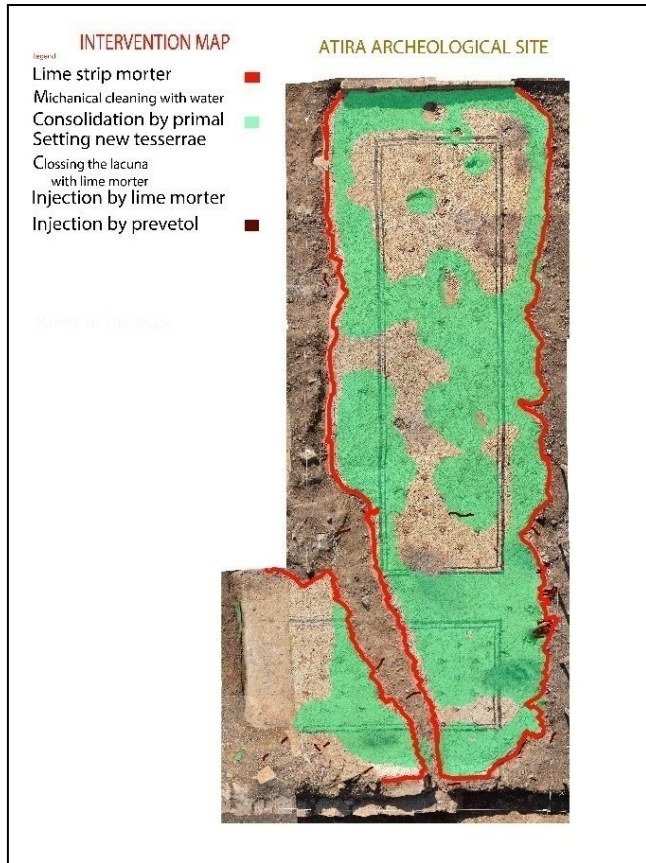 INTERVENTION MAP
ATIRA ARCHEOLOGICAL SITE
Legend
Lime strip morter
Michanical cleaning with water
Consolidation by primal
Setting new tesserrae
Clossing the lacuna
with lime morter
Injection by lime morter
Injection by prevetol